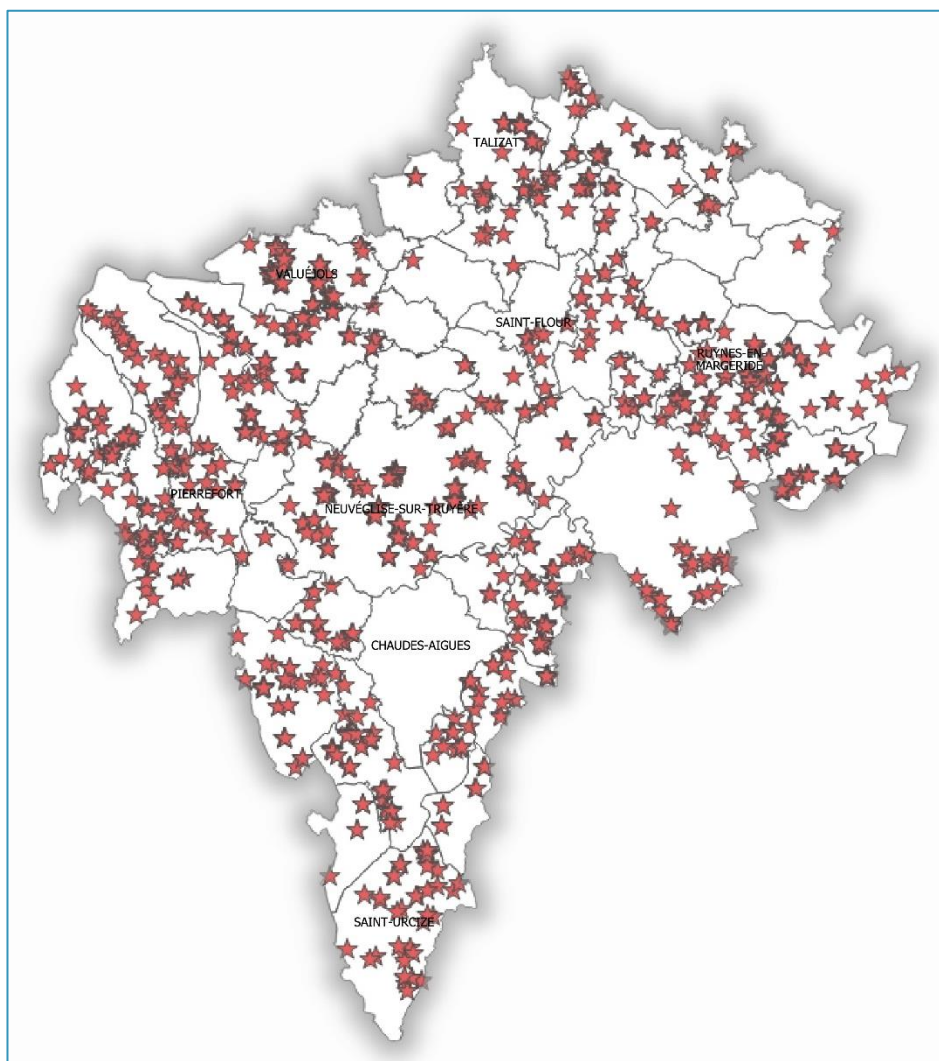 TALIZAT
VALUÉJOLS
SAINT-FLOUR
RUYNES-EN-
MARGERIDE
PIERREFORT
NEUVÉGLISE-SUR-TRUYÈRE
CHAUDES-AIGUES
SAINT-URCIZE